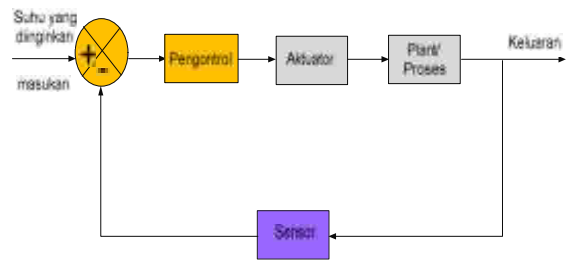 Suhu yang
diinginkan
masukan
+
-
Pengontrol
Aktuator
Plant/
Proses
Keluaran
Sensor